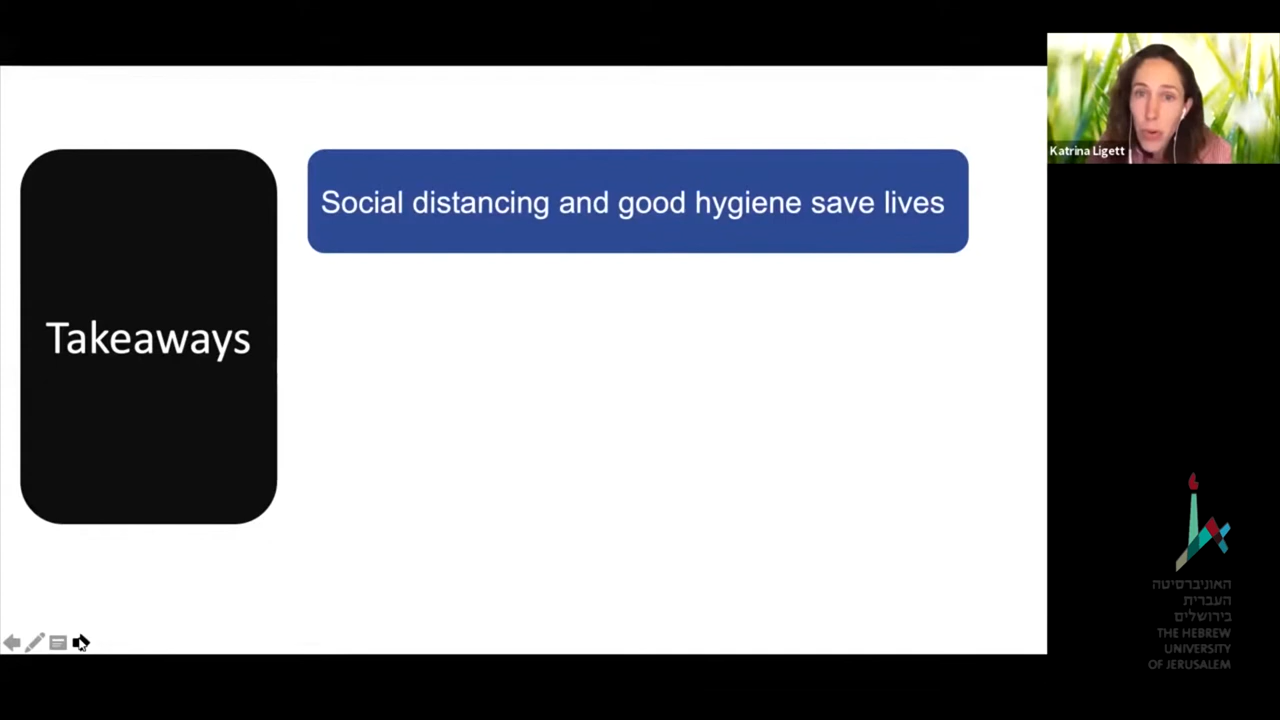 Social distancing and good hygiene save lives
Takeaways
Katrina Ligett
האוניברסיטה
העברית
בירושלים
THE HEBREW
UNIVERSITY
OF JERUSALEM